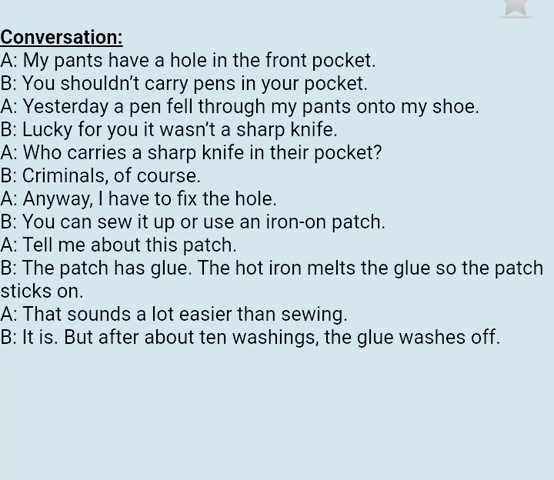 Conversation:
A: My pants have a hole in the front pocket.
B: You shouldn’t carry pens in your pocket.
A: Yesterday a pen fell through my pants onto my shoe.
B: Lucky for you it wasn’t a sharp knife.
A: Who carries a sharp knife in their pocket?
B: Criminals, of course.
A: Anyway, I have to fix the hole.
B: You can sew it up or use an iron-on patch.
A: Tell me about this patch.
B: The patch has glue. The hot iron melts the glue so the patch
sticks on.
A: That sounds a lot easier than sewing.
B: It is. But after about ten washings, the glue washes off.